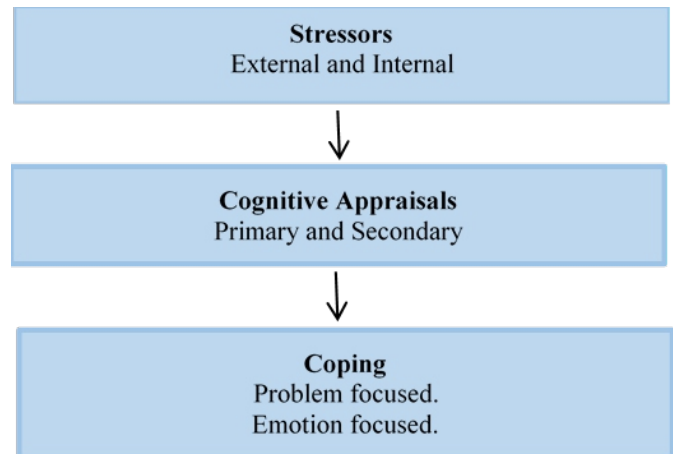 Stressors
External and Internal
Cognitive Appraisals
Primary and Secondary
Coping
Problem focused.
Emotion focused.